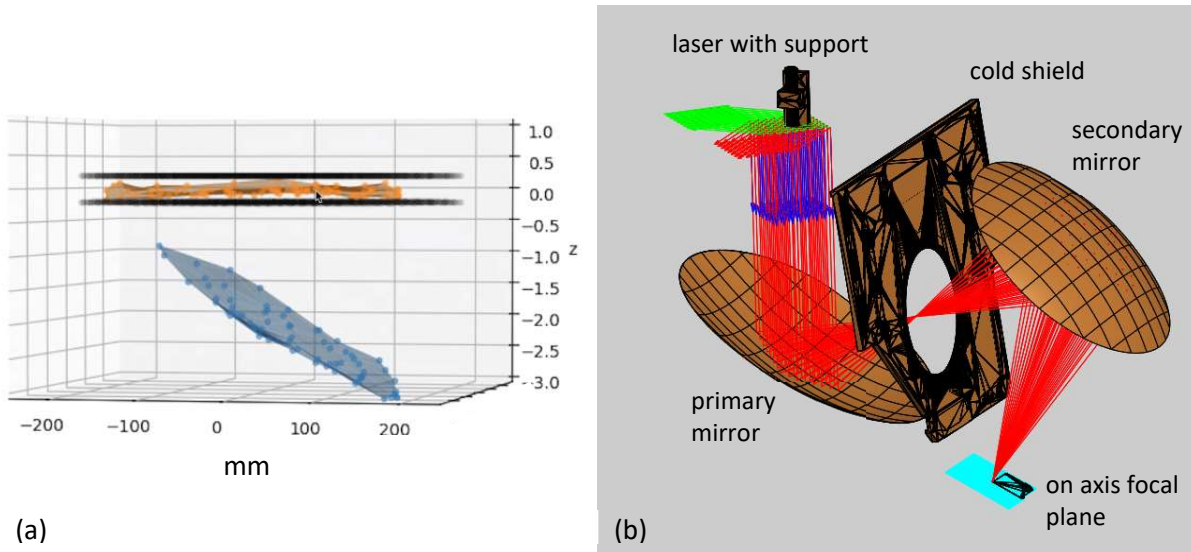 1.0
0.5
0.0
−0.5
−1.0
−1.5
−2.0
−2.5
−3.0
z
−200
−100
0
100
200
mm
(a)
laser with support
cold shield
secondary
mirror
primary
mirror
on axis focal
plane
(b)